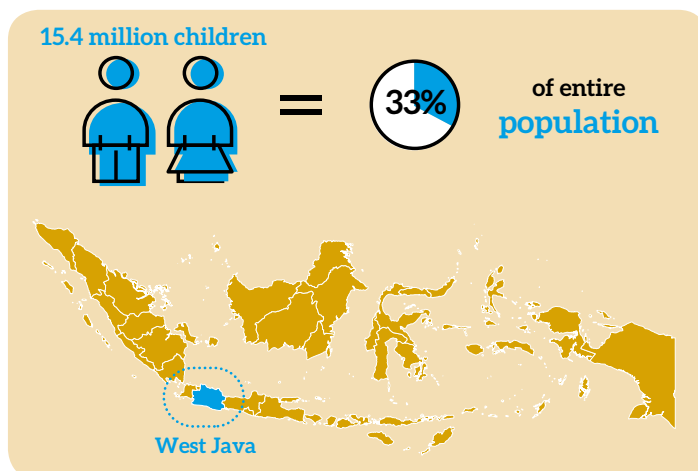 15.4 million children
33%
of entire
population
West Java